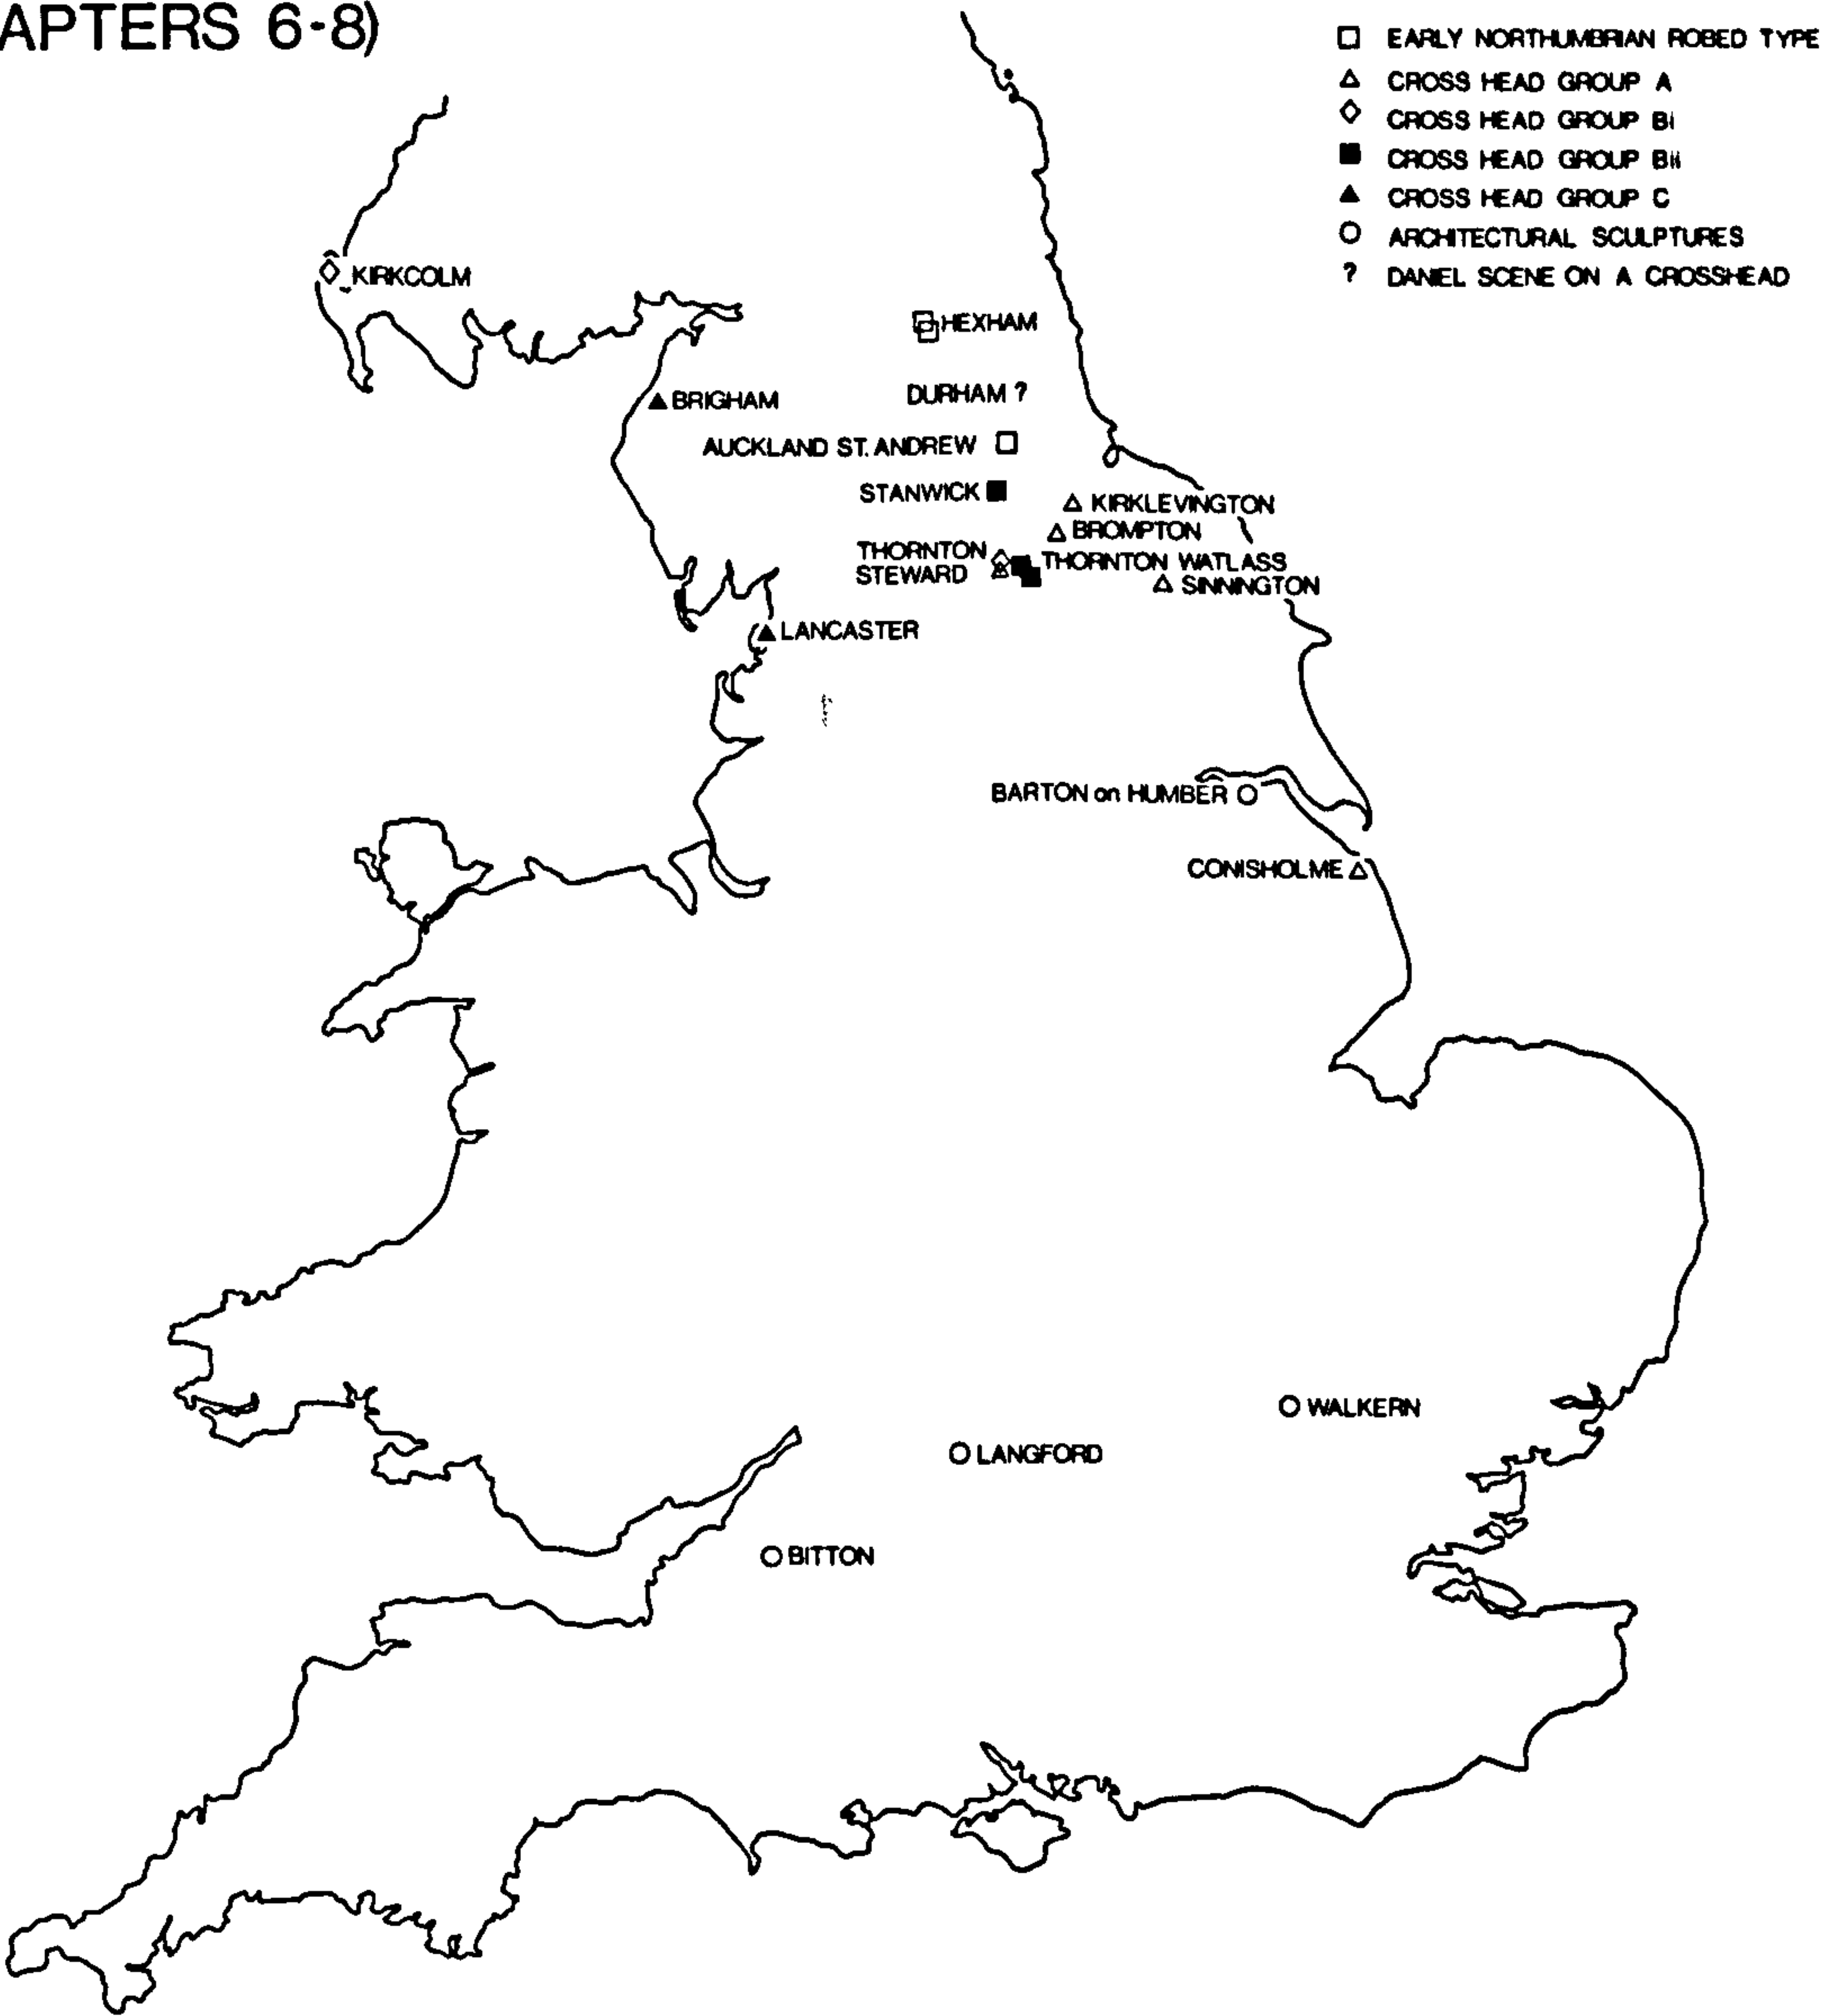 APTERS 6-8)
□ EARLY NORTHUMBRIAN ROBED TYPE
△ CROSS HEAD GROUP A
◇ CROSS HEAD GROUP Bi
■ CROSS HEAD GROUP Bii
▲ CROSS HEAD GROUP C
○ ARCHITECTURAL SCULPTURES
? DANIEL SCENE ON A CROSSHEAD
KIRKCOLM
HEXHAM
DURHAM ?
BRIGHAM
AUCKLAND ST. ANDREW
STANWICK
KIRKLEVINGTON
BROMPTON
THORNTON
STEWARD
THORNTON WATLASS
SINNINGTON
LANCASTER
BARTON on HUMBER
CONISHOLME
WALKERN
LANGFORD
BITTON